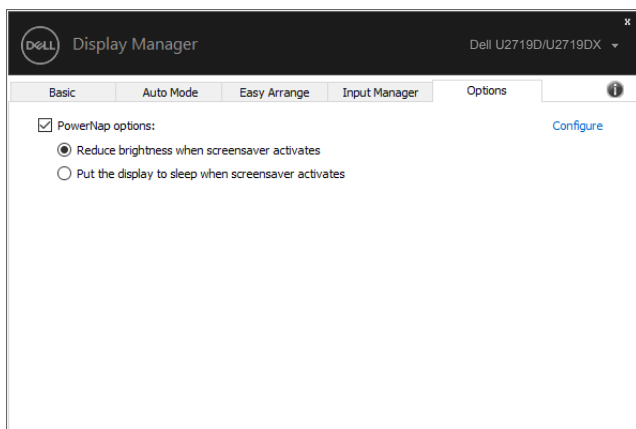 x
DELL Display Manager Dell U2719D/U2719DX
Basic Auto Mode Easy Arrange Input Manager Options i
PowerNap options: Configure
Reduce brightness when screensaver activates
Put the display to sleep when screensaver activates